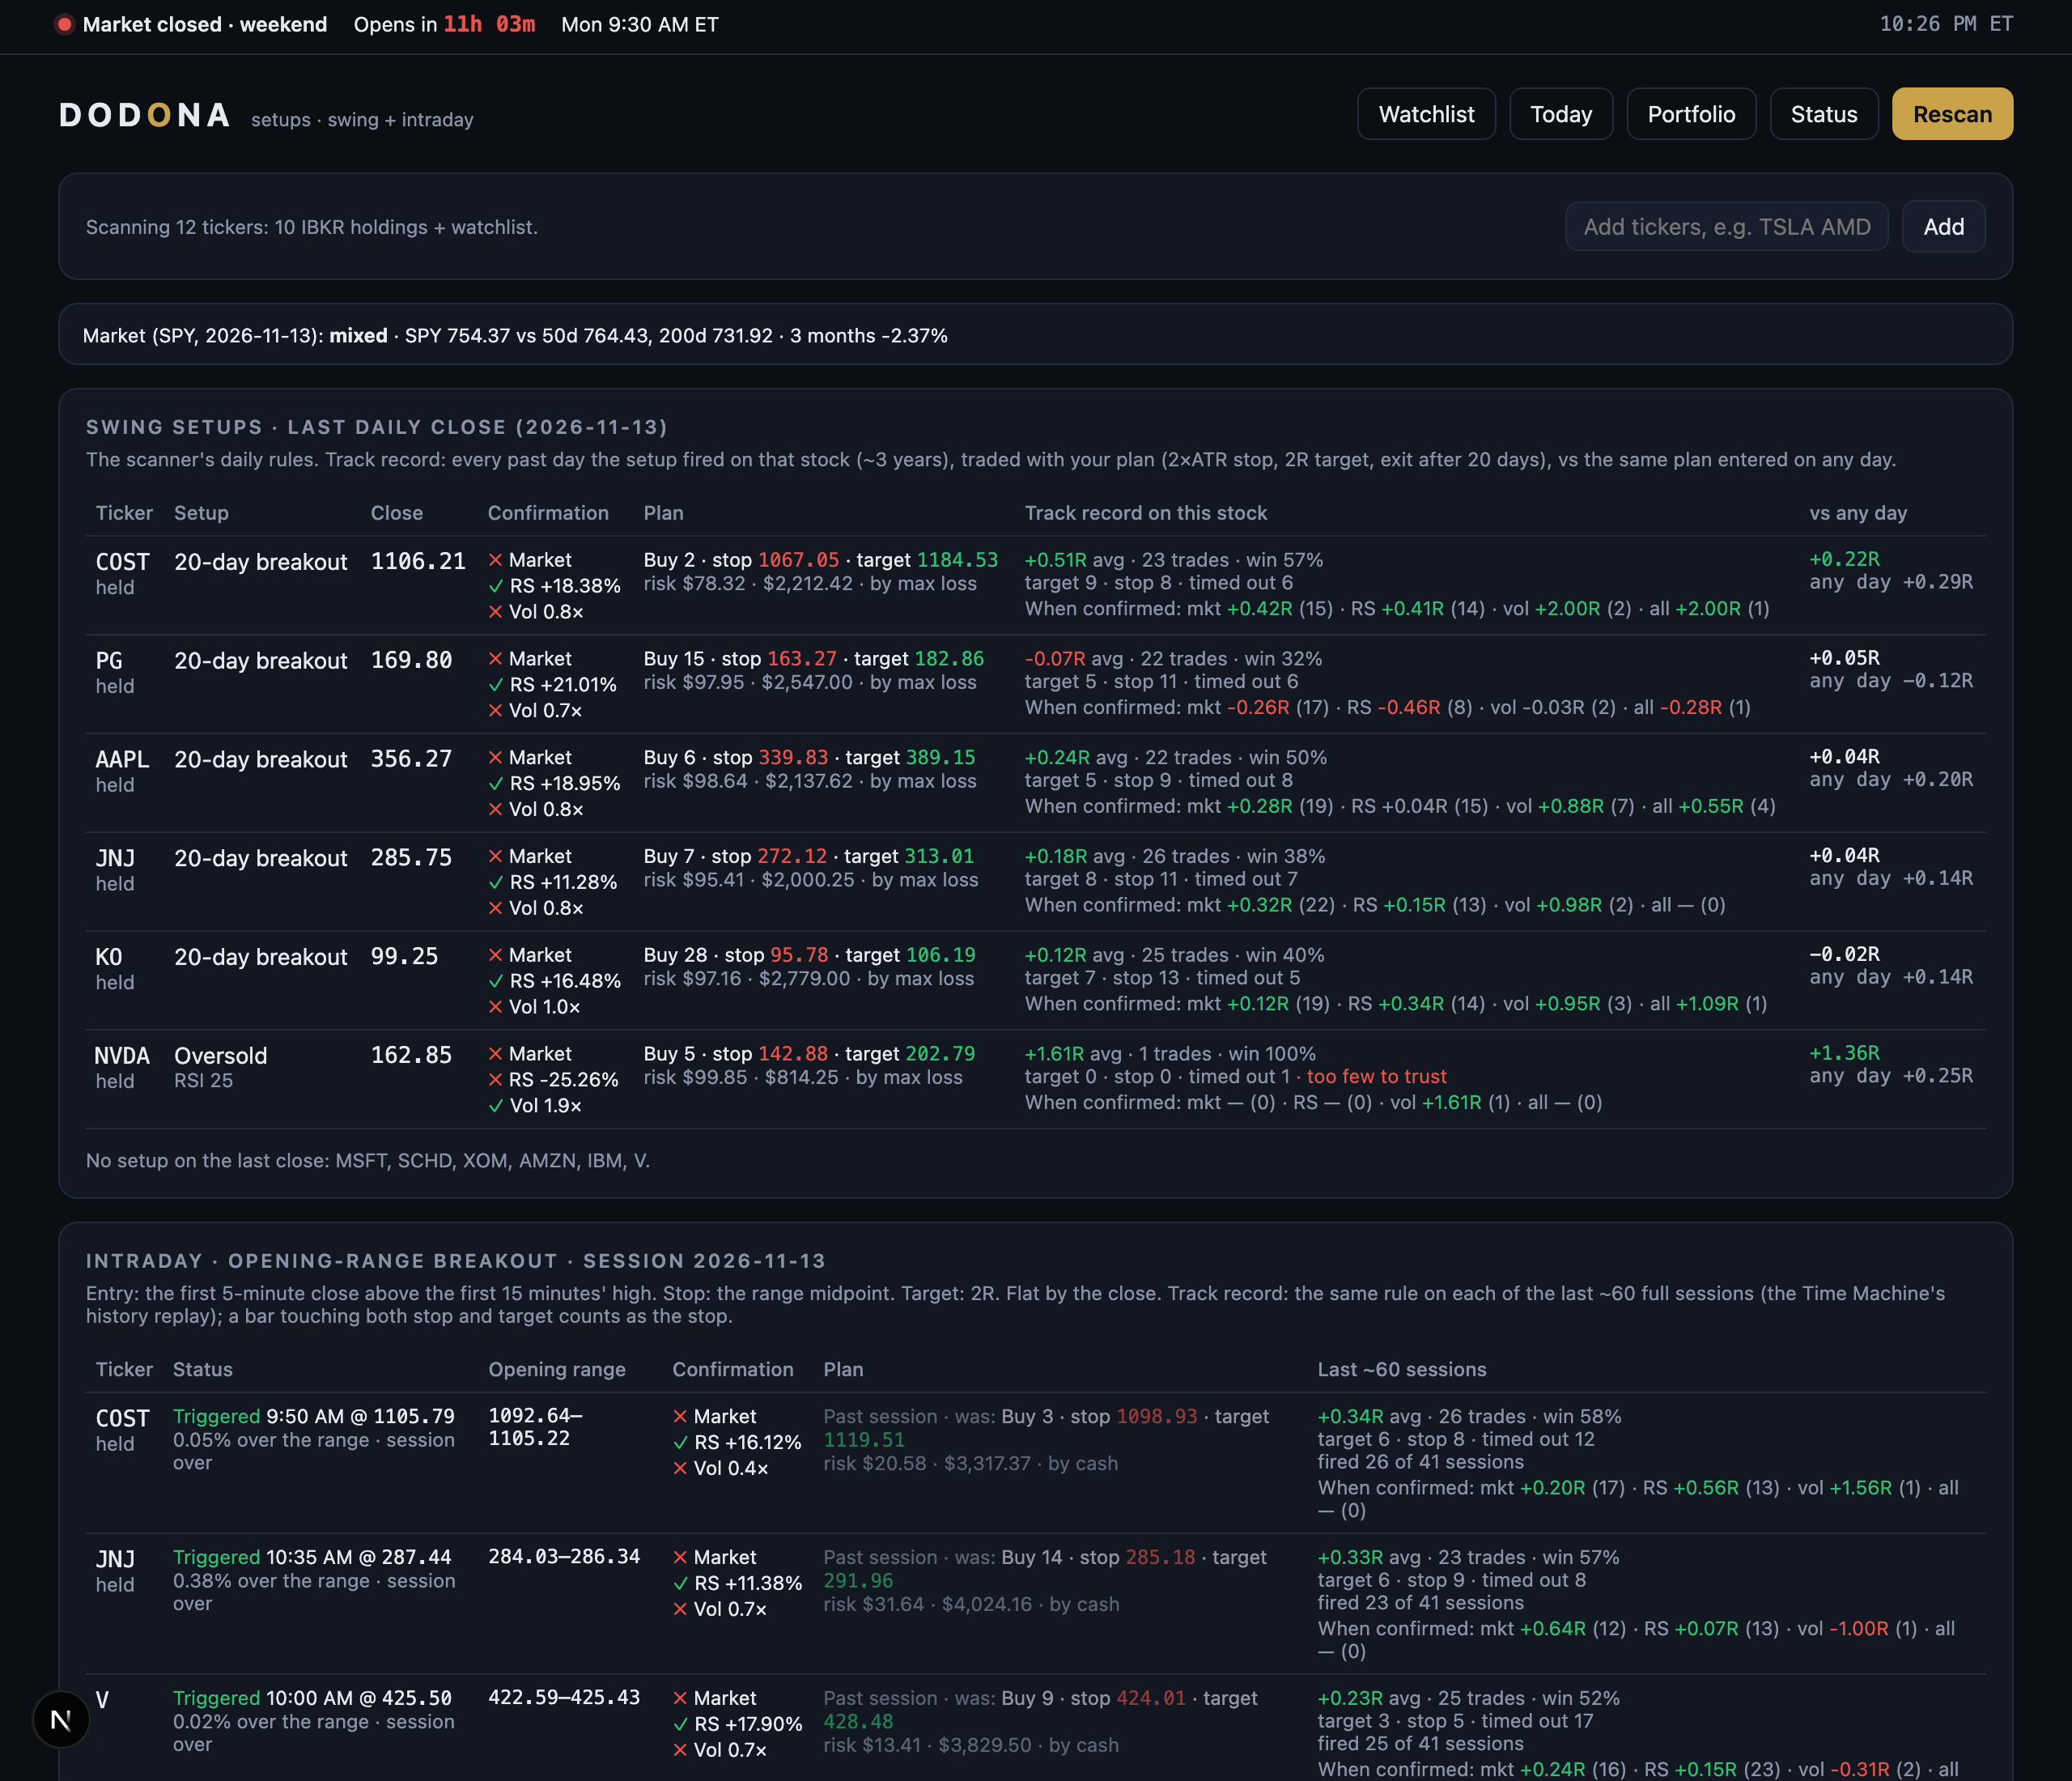 Market closed · weekend Opens in 11h 03m Mon 9:30 AM ET 10:26 PM ET
DODONA setups · swing + intraday Watchlist Today Portfolio Status Rescan
Scanning 12 tickers: 10 IBKR holdings + watchlist. Add tickers, e.g. TSLA AMD Add
Market (SPY, 2026-11-13): mixed · SPY 754.37 vs 50d 764.43, 200d 731.92 · 3 months -2.37%
SWING SETUPS · LAST DAILY CLOSE (2026-11-13)
The scanner's daily rules. Track record: every past day the setup fired on that stock (~3 years), traded with your plan (2×ATR stop, 2R target, exit after 20 days), vs the same plan entered on any day.
Ticker Setup Close Confirmation Plan Track record on this stock vs any day
COST 20-day breakout 1106.21 ✕ Market Buy 2 · stop 1067.05 · target 1184.53 +0.51R avg · 23 trades · win 57% +0.22R
held ✓ RS +18.38% risk $78.32 · $2,212.42 · by max loss target 9 · stop 8 · timed out 6 any day +0.29R
✕ Vol 0.8× When confirmed: mkt +0.42R (15) · RS +0.41R (14) · vol +2.00R (2) · all +2.00R (1)
PG 20-day breakout 169.80 ✕ Market Buy 15 · stop 163.27 · target 182.86 -0.07R avg · 22 trades · win 32% +0.05R
held ✓ RS +21.01% risk $97.95 · $2,547.00 · by max loss target 5 · stop 11 · timed out 6 any day −0.12R
✕ Vol 0.7× When confirmed: mkt -0.26R (17) · RS -0.46R (8) · vol -0.03R (2) · all -0.28R (1)
AAPL 20-day breakout 356.27 ✕ Market Buy 6 · stop 339.83 · target 389.15 +0.24R avg · 22 trades · win 50% +0.04R
held ✓ RS +18.95% risk $98.64 · $2,137.62 · by max loss target 5 · stop 9 · timed out 8 any day +0.20R
✕ Vol 0.8× When confirmed: mkt +0.28R (19) · RS +0.04R (15) · vol +0.88R (7) · all +0.55R (4)
JNJ 20-day breakout 285.75 ✕ Market Buy 7 · stop 272.12 · target 313.01 +0.18R avg · 26 trades · win 38% +0.04R
held ✓ RS +11.28% risk $95.41 · $2,000.25 · by max loss target 8 · stop 11 · timed out 7 any day +0.14R
✕ Vol 0.8× When confirmed: mkt +0.32R (22) · RS +0.15R (13) · vol +0.98R (2) · all — (0)
KO 20-day breakout 99.25 ✕ Market Buy 28 · stop 95.78 · target 106.19 +0.12R avg · 25 trades · win 40% −0.02R
held ✓ RS +16.48% risk $97.16 · $2,779.00 · by max loss target 7 · stop 13 · timed out 5 any day +0.14R
✕ Vol 1.0× When confirmed: mkt +0.12R (19) · RS +0.34R (14) · vol +0.95R (3) · all +1.09R (1)
NVDA Oversold 162.85 ✕ Market Buy 5 · stop 142.88 · target 202.79 +1.61R avg · 1 trades · win 100% +1.36R
held RSI 25 ✕ RS -25.26% risk $99.85 · $814.25 · by max loss target 0 · stop 0 · timed out 1 · too few to trust any day +0.25R
✓ Vol 1.9× When confirmed: mkt — (0) · RS — (0) · vol +1.61R (1) · all — (0)
No setup on the last close: MSFT, SCHD, XOM, AMZN, IBM, V.
INTRADAY · OPENING-RANGE BREAKOUT · SESSION 2026-11-13
Entry: the first 5-minute close above the first 15 minutes' high. Stop: the range midpoint. Target: 2R. Flat by the close. Track record: the same rule on each of the last ~60 full sessions (the Time Machine's
history replay); a bar touching both stop and target counts as the stop.
Ticker Status Opening range Confirmation Plan Last ~60 sessions
COST Triggered 9:50 AM @ 1105.79 1092.64– ✕ Market Past session · was: Buy 3 · stop 1098.93 · target +0.34R avg · 26 trades · win 58%
held 0.05% over the range · session 1105.22 ✓ RS +16.12% 1119.51 target 6 · stop 8 · timed out 12
over ✕ Vol 0.4× risk $20.58 · $3,317.37 · by cash fired 26 of 41 sessions
When confirmed: mkt +0.20R (17) · RS +0.56R (13) · vol +1.56R (1) · all
— (0)
JNJ Triggered 10:35 AM @ 287.44 284.03–286.34 ✕ Market Past session · was: Buy 14 · stop 285.18 · target +0.33R avg · 23 trades · win 57%
held 0.38% over the range · session ✓ RS +11.38% 291.96 target 6 · stop 9 · timed out 8
over ✕ Vol 0.7× risk $31.64 · $4,024.16 · by cash fired 23 of 41 sessions
When confirmed: mkt +0.64R (12) · RS +0.07R (13) · vol -1.00R (1) · all
— (0)
V Triggered 10:00 AM @ 425.50 422.59–425.43 ✕ Market Past session · was: Buy 9 · stop 424.01 · target +0.23R avg · 25 trades · win 52%
N 0.02% over the range · session ✓ RS +17.90% 428.48 target 3 · stop 5 · timed out 17
over ✕ Vol 0.7× risk $13.41 · $3,829.50 · by cash fired 25 of 41 sessions
When confirmed: mkt +0.24R (16) · RS +0.15R (23) · vol -0.31R (2) · all